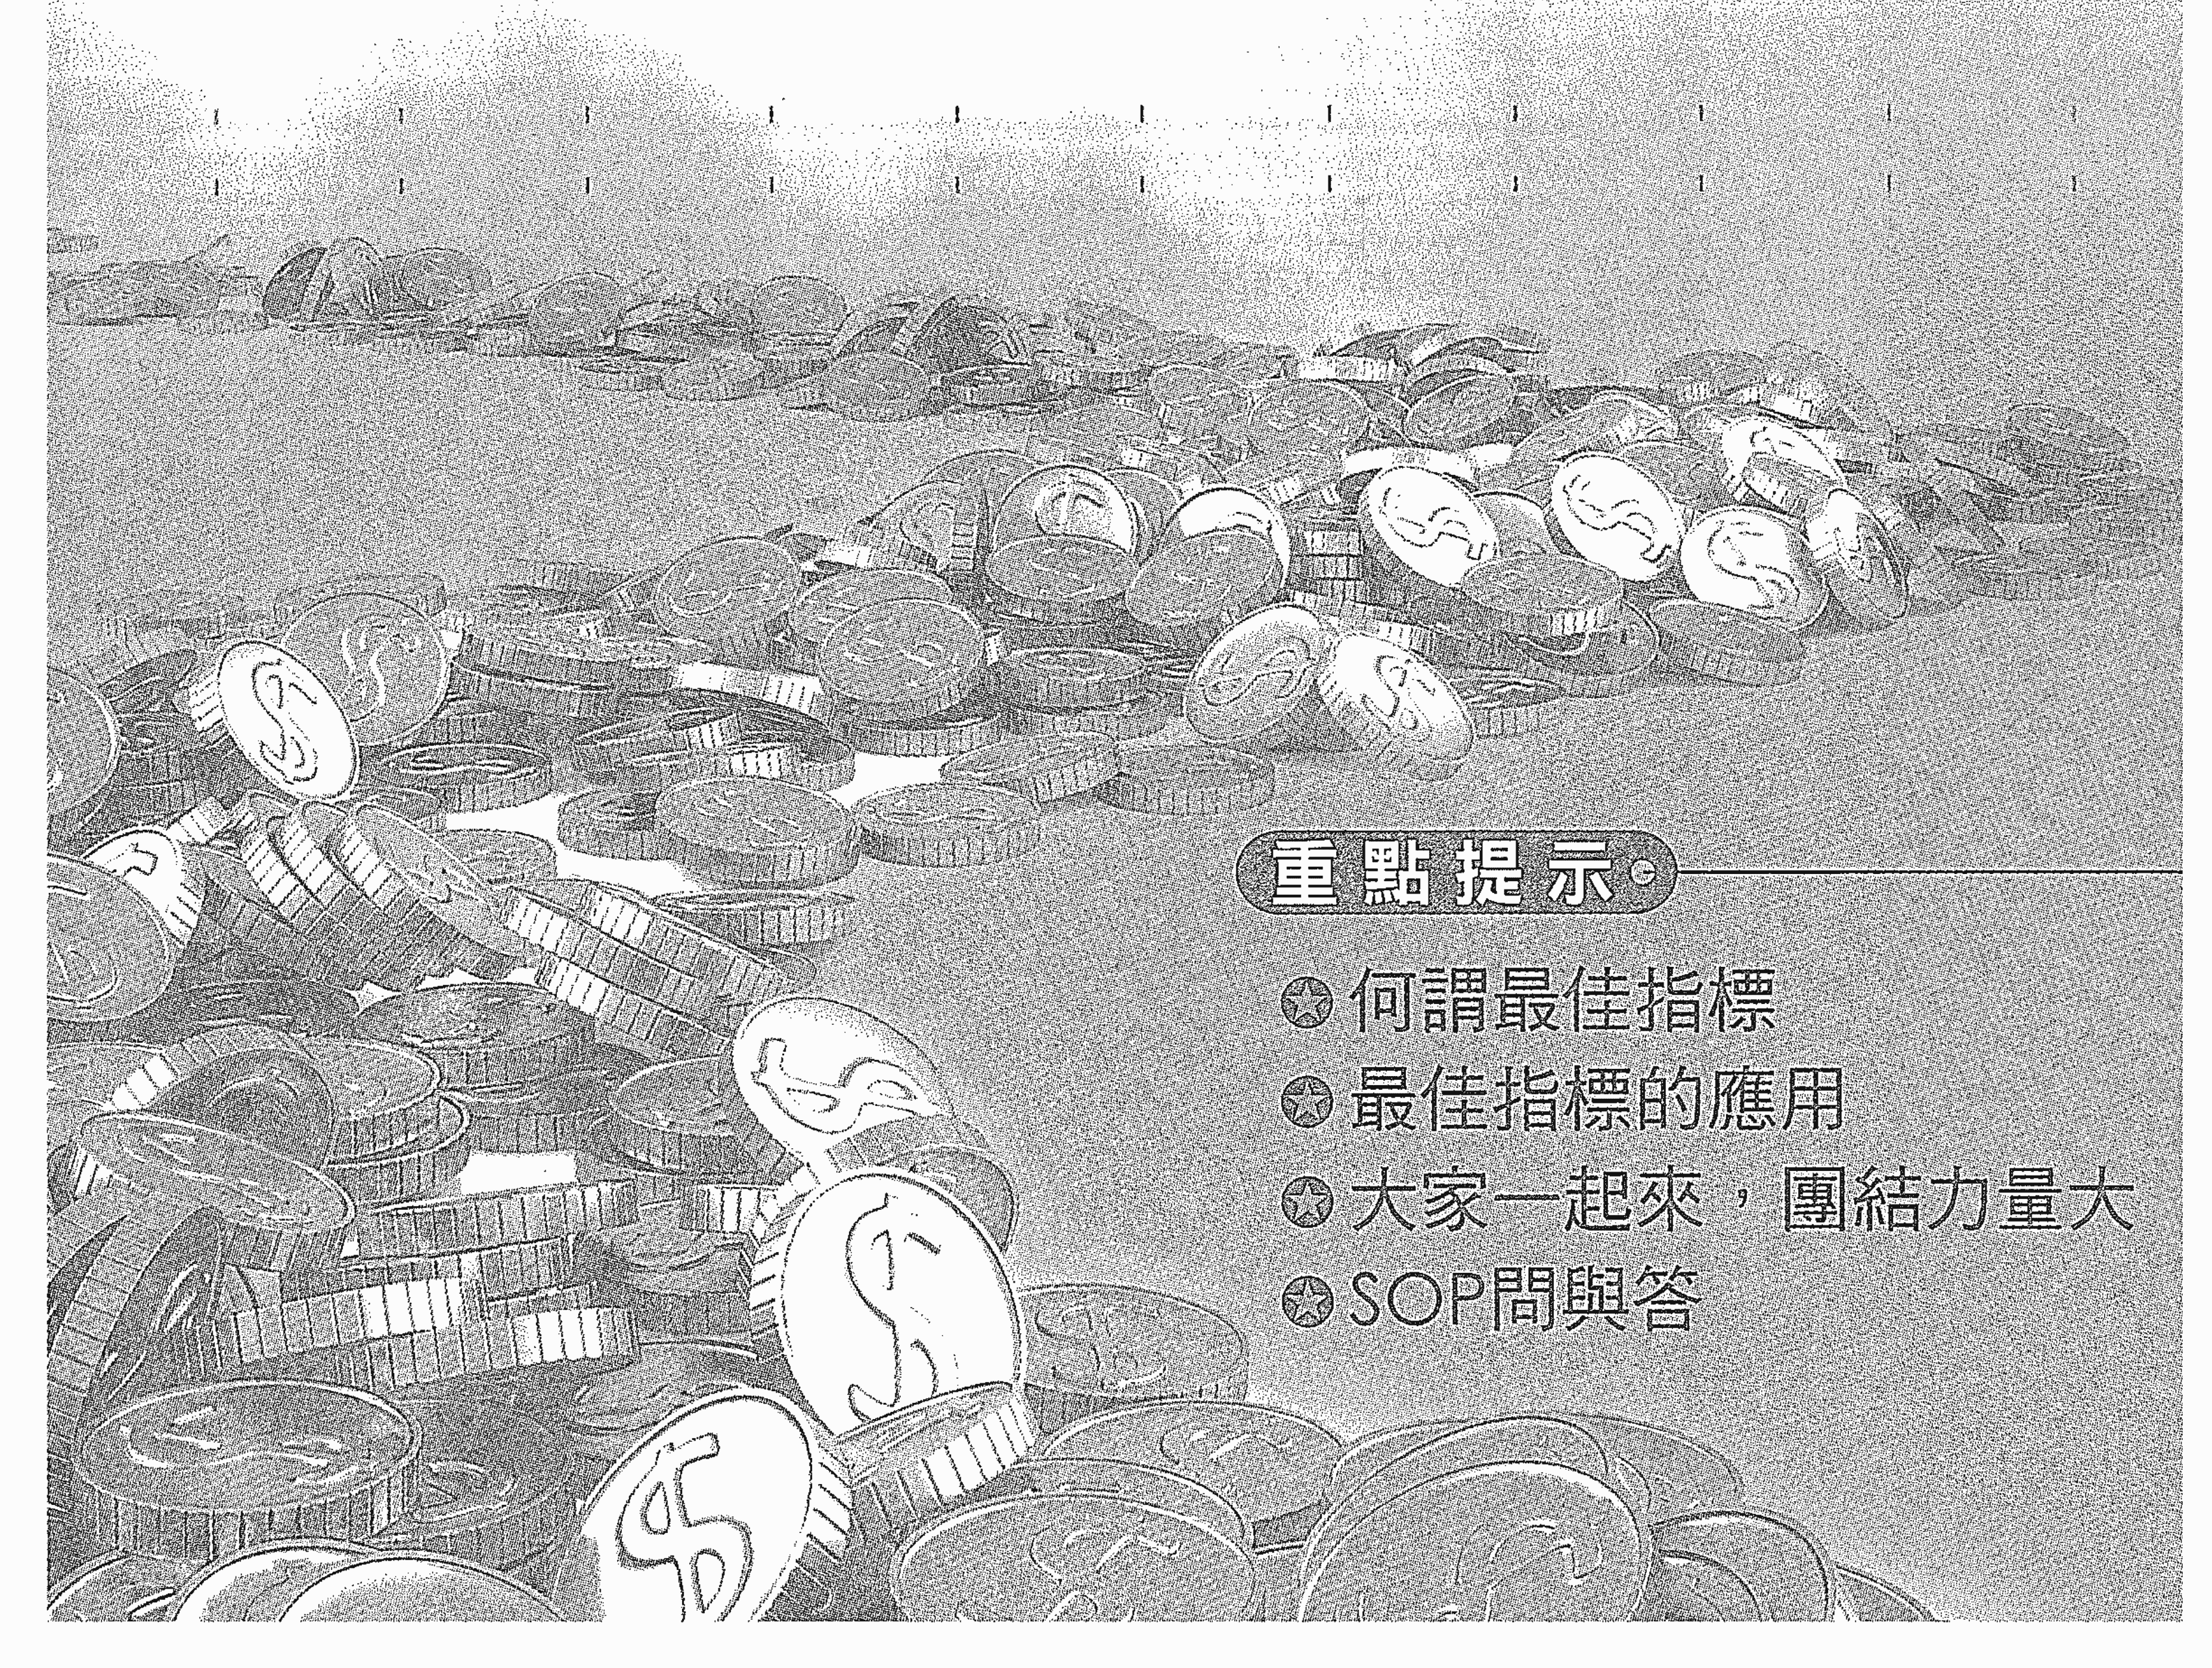 重點提示
何謂最佳指標
最佳指標的應用
大家一起來，團結力量大
SOP問與答